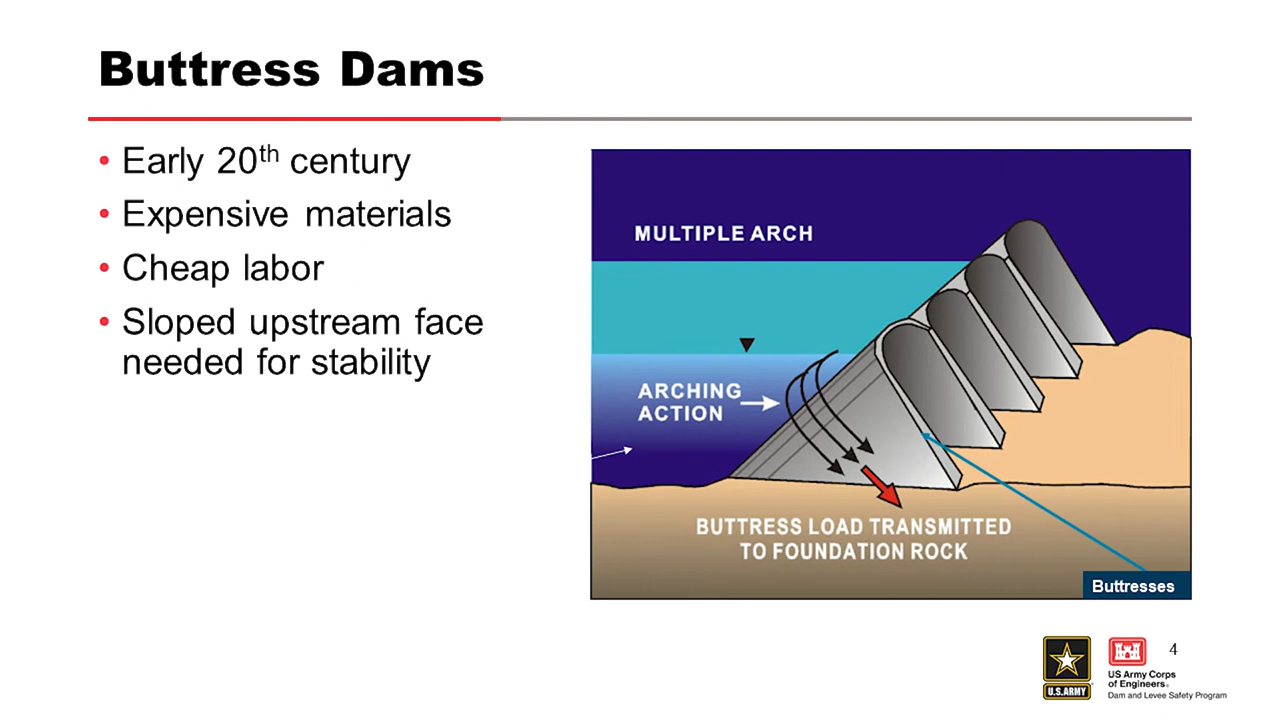 Buttress Dams
• Early 20th century
• Expensive materials
• Cheap labor
• Sloped upstream face
needed for stability
MULTIPLE ARCH
ARCHING
ACTION
BUTTRESS LOAD TRANSMITTED
TO FOUNDATION ROCK
Buttresses
U.S.ARMY
US Army Corps
of Engineers®
Dam and Levee Safety Program
4